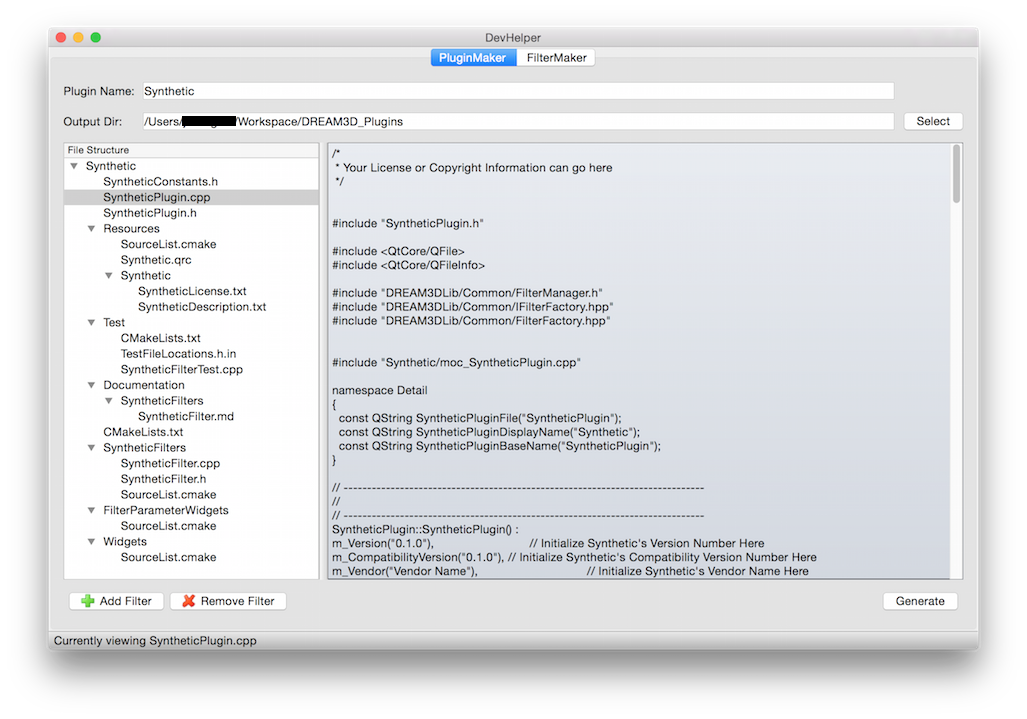 DevHelper
PluginMaker FilterMaker
Plugin Name: Synthetic
Output Dir: /Users/ /Workspace/DREAM3D_Plugins Select
File Structure
Synthetic
SyntheticConstants.h
SyntheticPlugin.cpp
SyntheticPlugin.h
Resources
SourceList.cmake
Synthetic.qrc
Synthetic
SyntheticLicense.txt
SyntheticDescription.txt
Test
CMakeLists.txt
TestFileLocations.h.in
SyntheticFilterTest.cpp
Documentation
SyntheticFilters
SyntheticFilter.md
CMakeLists.txt
SyntheticFilters
SyntheticFilter.cpp
SyntheticFilter.h
SourceList.cmake
FilterParameterWidgets
SourceList.cmake
Widgets
SourceList.cmake
/*
* Your License or Copyright Information can go here
*/
#include "SyntheticPlugin.h"
#include <QtCore/QFile>
#include <QtCore/QFileInfo>
#include "DREAM3DLib/Common/FilterManager.h"
#include "DREAM3DLib/Common/IFilterFactory.hpp"
#include "DREAM3DLib/Common/FilterFactory.hpp"
#include "Synthetic/moc_SyntheticPlugin.cpp"
namespace Detail
{
const QString SyntheticPluginFile("SyntheticPlugin");
const QString SyntheticPluginDisplayName("Synthetic");
const QString SyntheticPluginBaseName("SyntheticPlugin");
}
// -----------------------------------------------------------------------------
//
// -----------------------------------------------------------------------------
SyntheticPlugin::SyntheticPlugin() :
m_Version("0.1.0"), // Initialize Synthetic's Version Number Here
m_CompatibilityVersion("0.1.0"), // Initialize Synthetic's Compatibility Version Number Here
m_Vendor("Vendor Name"), // Initialize Synthetic's Vendor Name Here
Add Filter Remove Filter Generate
Currently viewing SyntheticPlugin.cpp